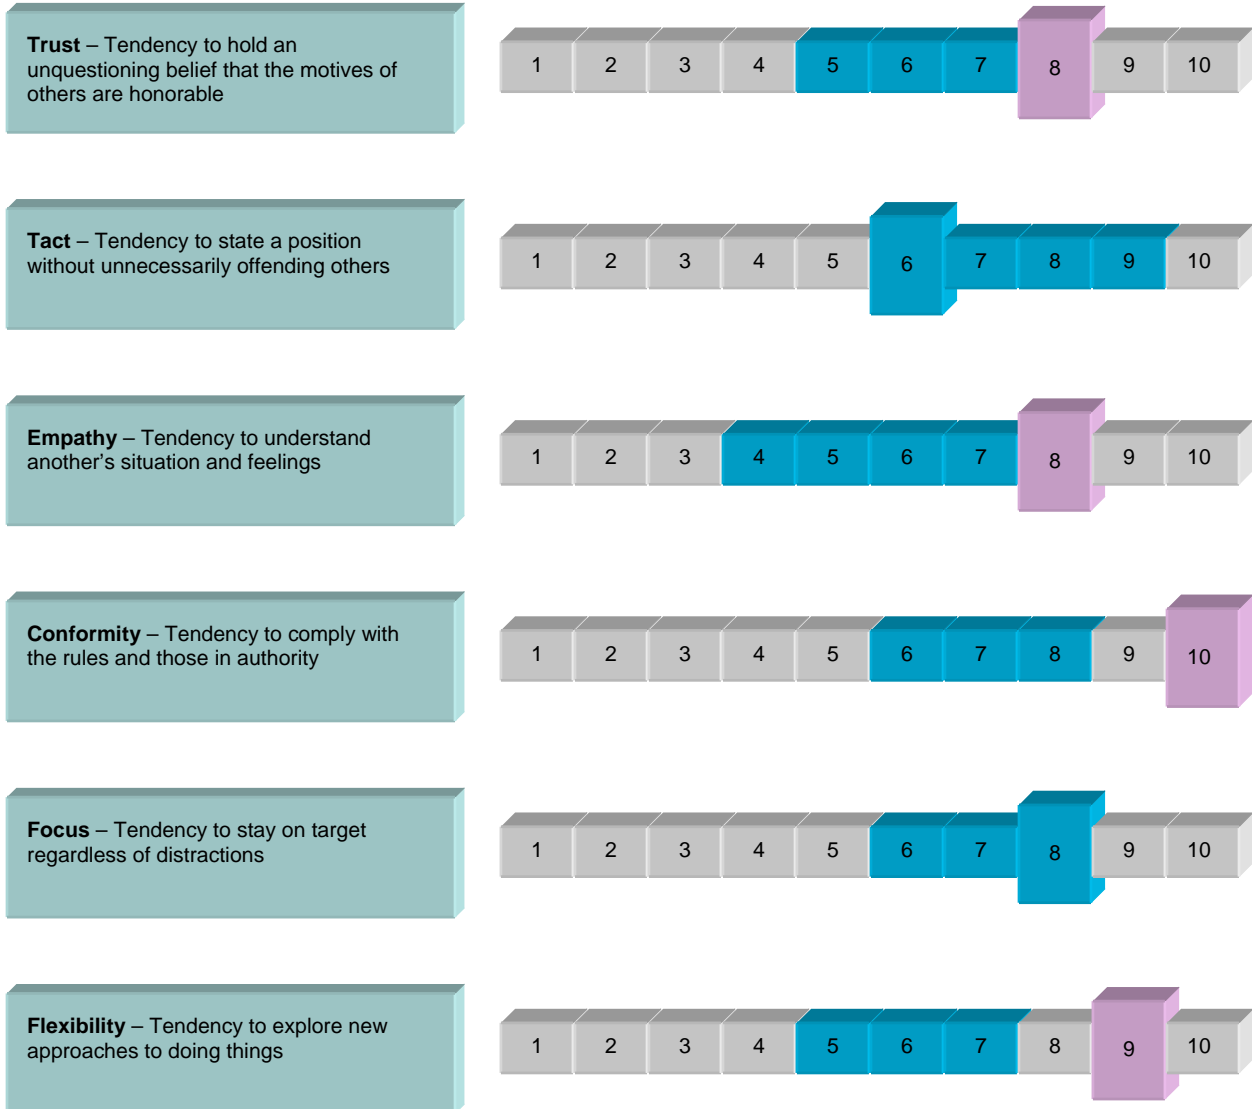 Trust – Tendency to hold an
unquestioning belief that the motives of
others are honorable
1 2 3 4 5 6 7 8 9 10
Tact – Tendency to state a position
without unnecessarily offending others
1 2 3 4 5 6 7 8 9 10
Empathy – Tendency to understand
another’s situation and feelings
1 2 3 4 5 6 7 8 9 10
Conformity – Tendency to comply with
the rules and those in authority
1 2 3 4 5 6 7 8 9 10
Focus – Tendency to stay on target
regardless of distractions
1 2 3 4 5 6 7 8 9 10
Flexibility – Tendency to explore new
approaches to doing things
1 2 3 4 5 6 7 8 9 10